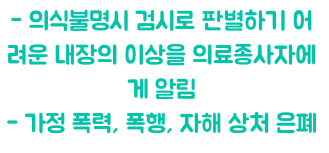 - 의식불명시 검시로 판별하기 어
려운 내장의 이상을 의료종사자에
게 알림
- 가정 폭력, 폭행, 자해 상처 은폐